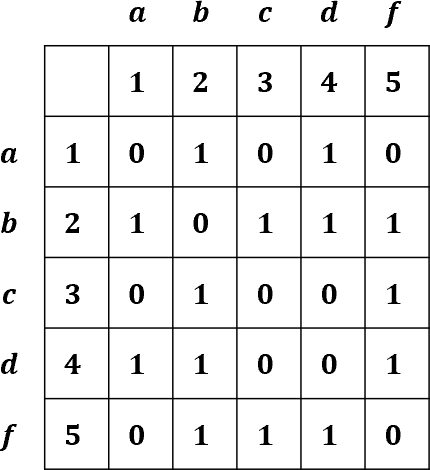 a b c d f
1 2 3 4 5
a 1 0 1 0 1 0
b 2 1 0 1 1 1
c 3 0 1 0 0 1
d 4 1 1 0 0 1
f 5 0 1 1 1 0